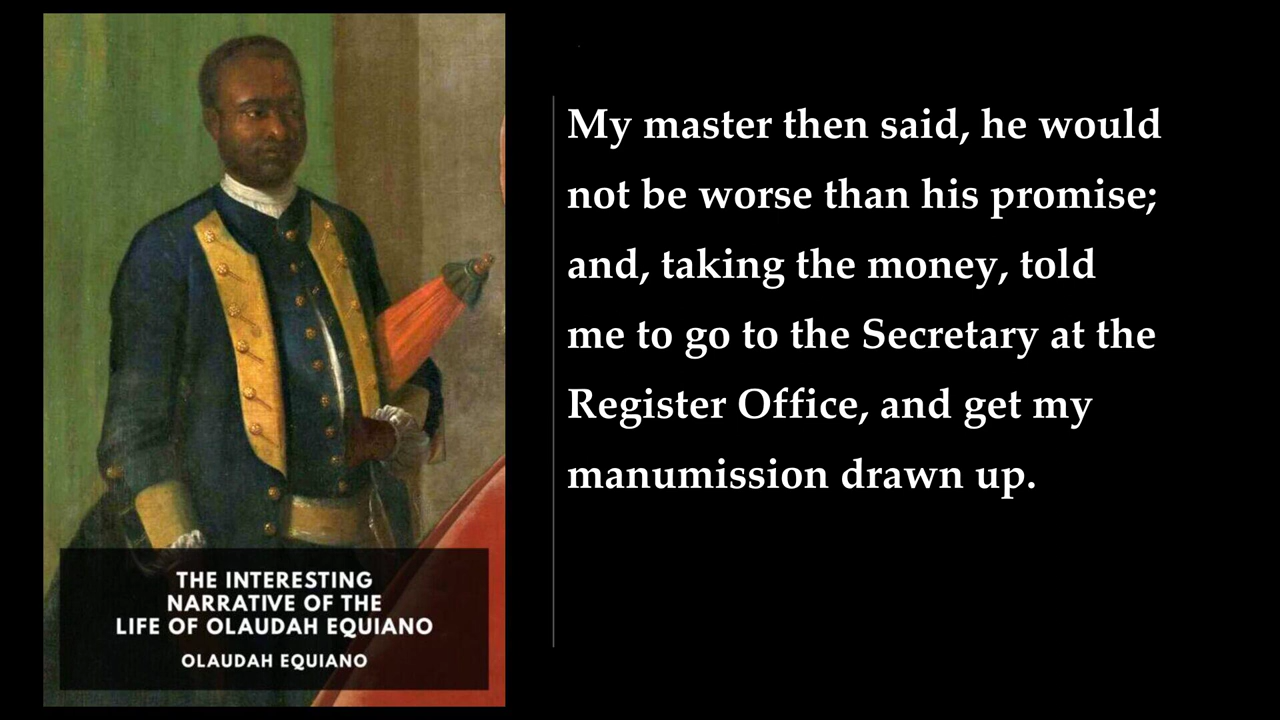 My master then said, he would
not be worse than his promise;
and, taking the money, told
me to go to the Secretary at the
Register Office, and get my
manumission drawn up.
THE INTERESTING
NARRATIVE OF THE
LIFE OF OLAUDAH EQUIANO
OLAUDAH EQUIANO